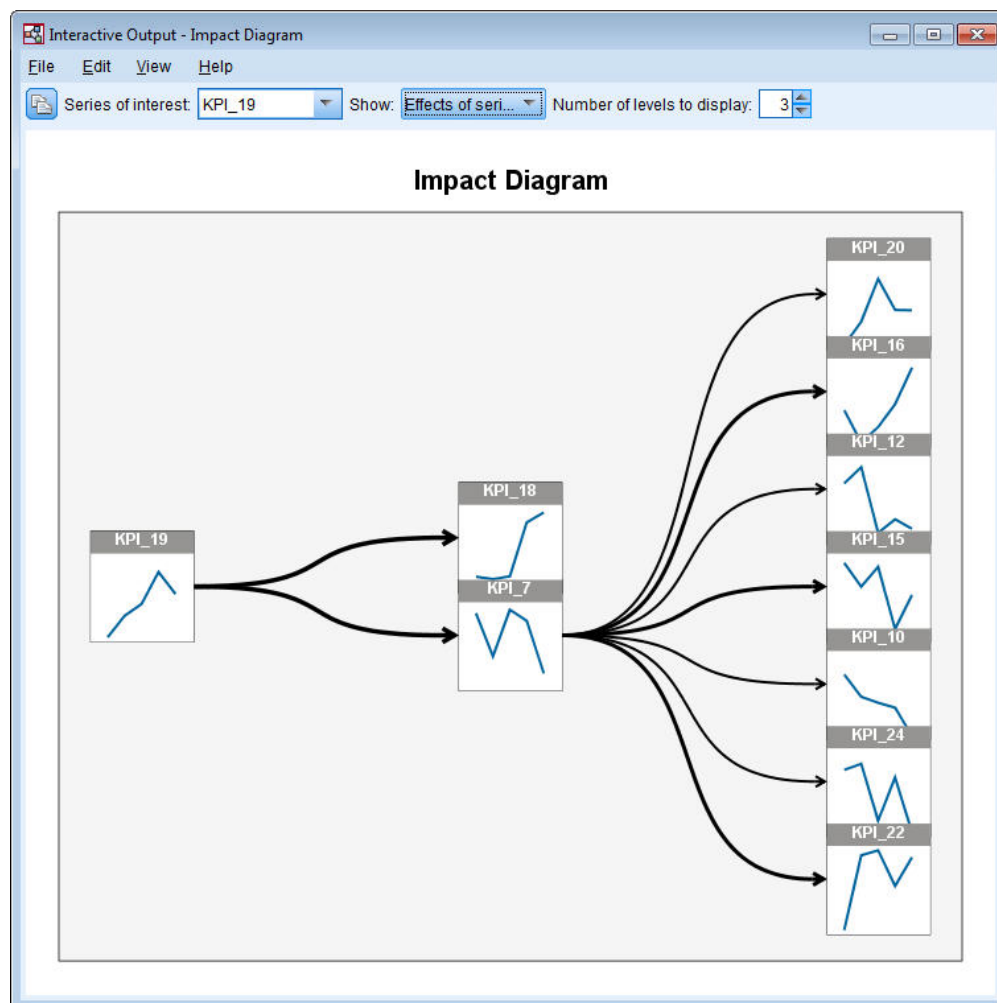 Interactive Output - Impact Diagram
File Edit View Help
Series of interest: KPI_19 Show: Effects of seri... Number of levels to display: 3
Impact Diagram
KPI_20
KPI_16
KPI_12
KPI_18
KPI_19
KPI_15
KPI_7
KPI_10
KPI_24
KPI_22